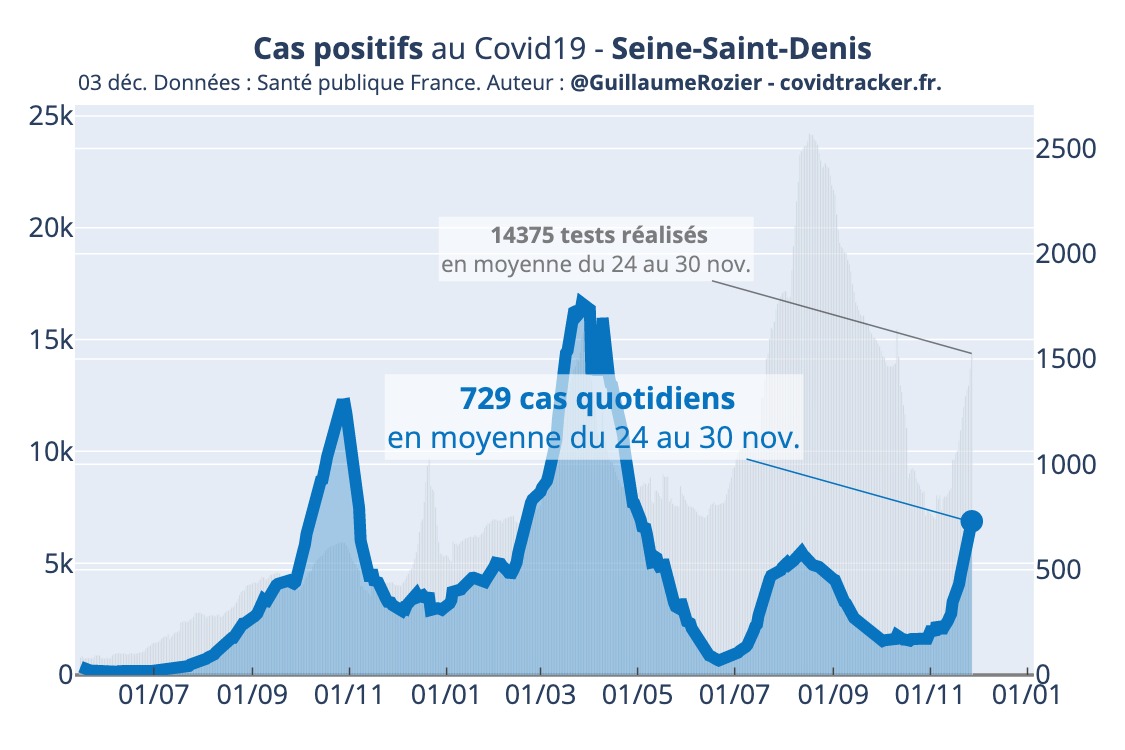 Cas positifs au Covid19 - Seine-Saint-Denis
03 déc. Données : Santé publique France. Auteur : @GuillaumeRozier - covidtracker.fr.
25k
2500
20k
14375 tests réalisés
en moyenne du 24 au 30 nov.
2000
15k
1500
729 cas quotidiens
en moyenne du 24 au 30 nov.
10k
1000
5k
500
0
0
01/07 01/09 01/11 01/01 01/03 01/05 01/07 01/09 01/11 01/01